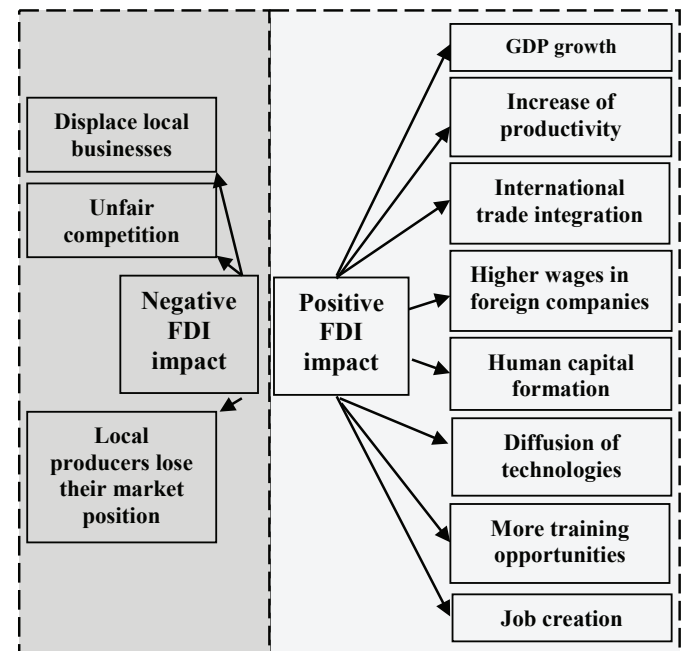 Displace local
businesses
Unfair
competition
Negative
FDI
impact
Local
producers lose
their market
position
Positive
FDI
impact
GDP growth
Increase of
productivity
International
trade integration
Higher wages in
foreign companies
Human capital
formation
Diffusion of
technologies
More training
opportunities
Job creation